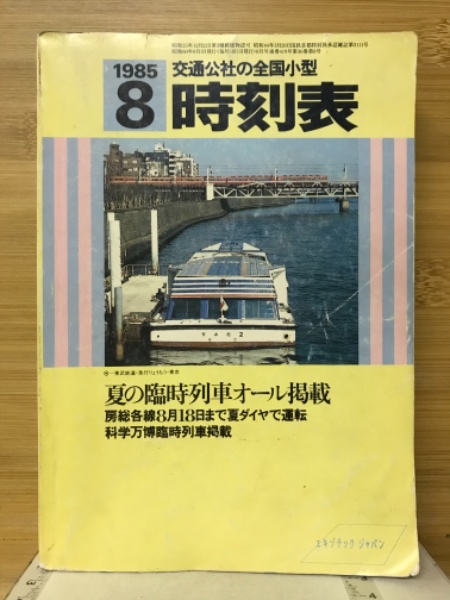 1985
8
交通公社の全国小型
時刻表
夏の臨時列車オール掲載
房総各線8月18日まで夏ダイヤで運転
科学万博臨時列車掲載
エキゾチックジャパン